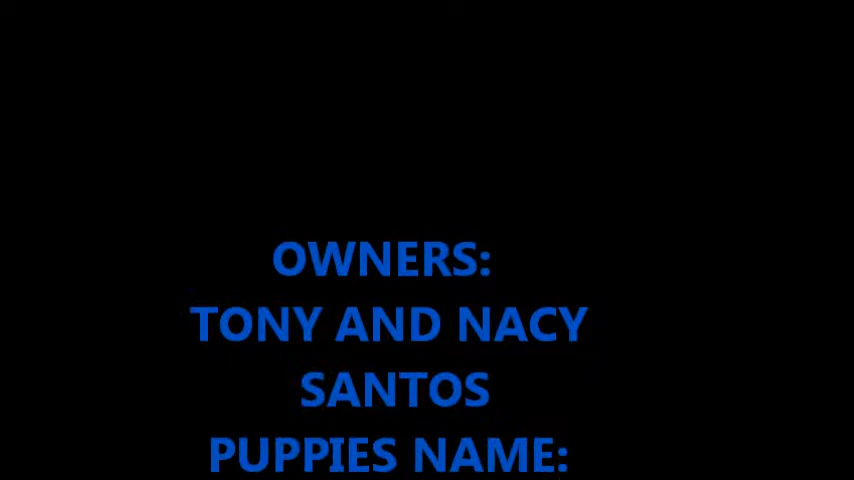 OWNERS:
TONY AND NACY
SANTOS
PUPPIES NAME: